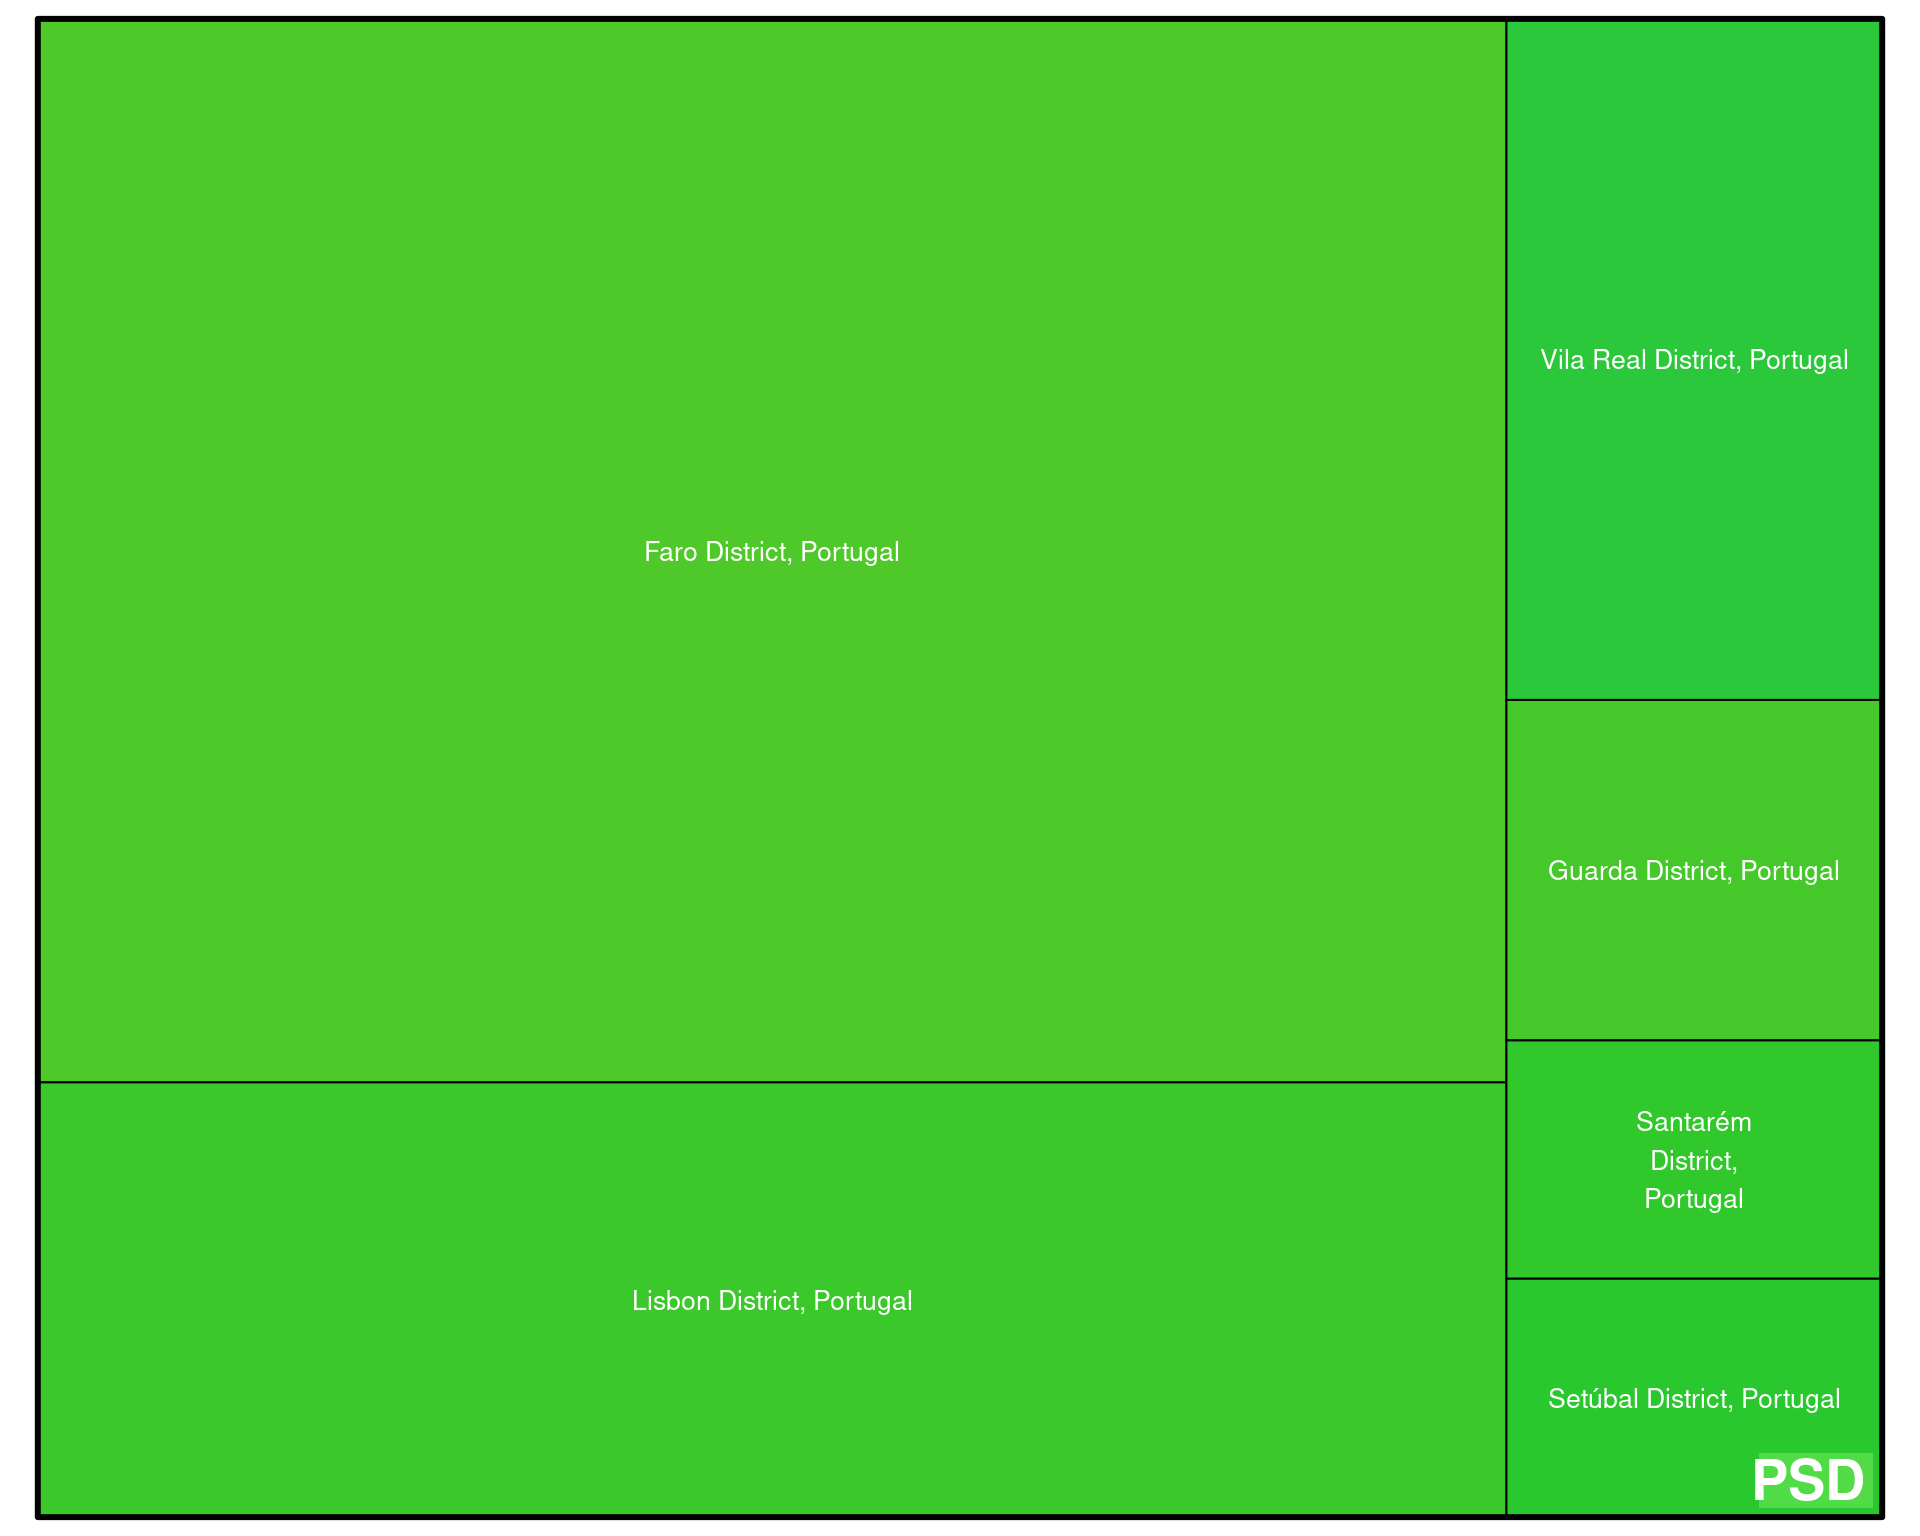 Faro District, Portugal
Lisbon District, Portugal
Vila Real District, Portugal
Guarda District, Portugal
Santarém
District,
Portugal
Setúbal District, Portugal
PSD